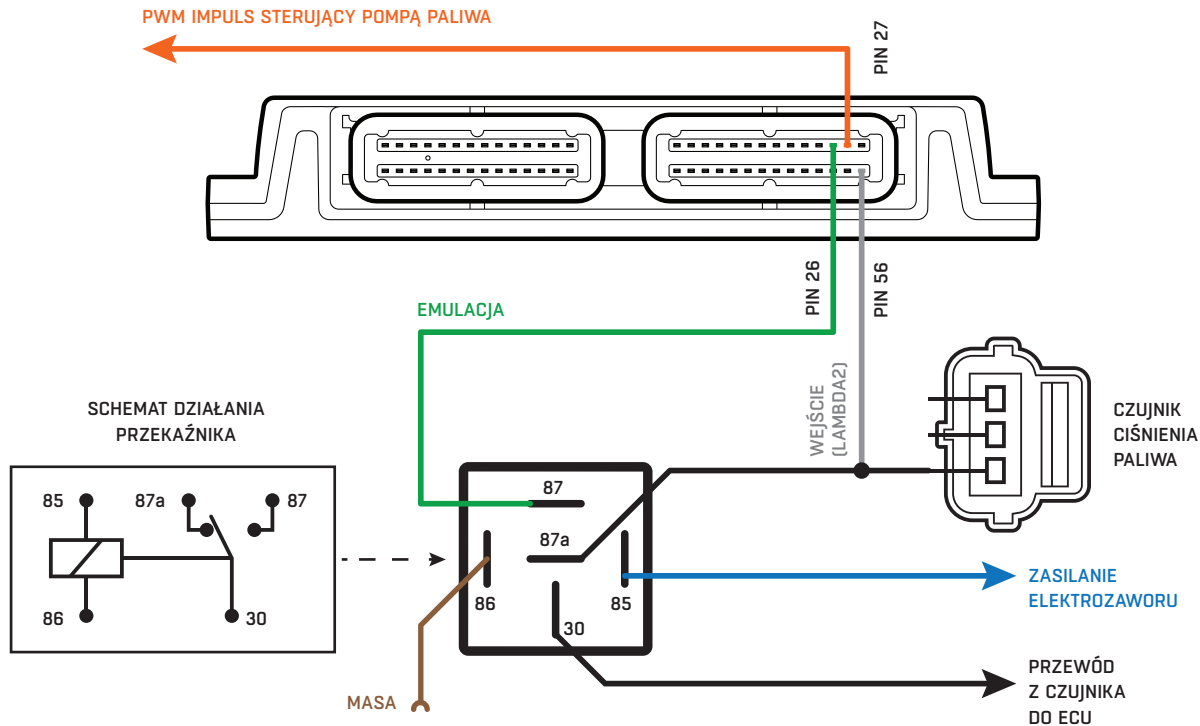 PWM IMPULS STERUJĄCY POMPĄ PALIWA
PIN 27
PIN 26
PIN 56
EMULACJA
WEJŚCIE
(LAMBDA2)
CZUJNIK
CIŚNIENIA
PALIWA
SCHEMAT DZIAŁANIA
PRZEKAŹNIKA
85
87a
87
86
30
87
87a
86
85
30
ZASILANIE
ELEKTROZAWORU
MASA
PRZEWÓD
Z CZUJNIKA
DO ECU